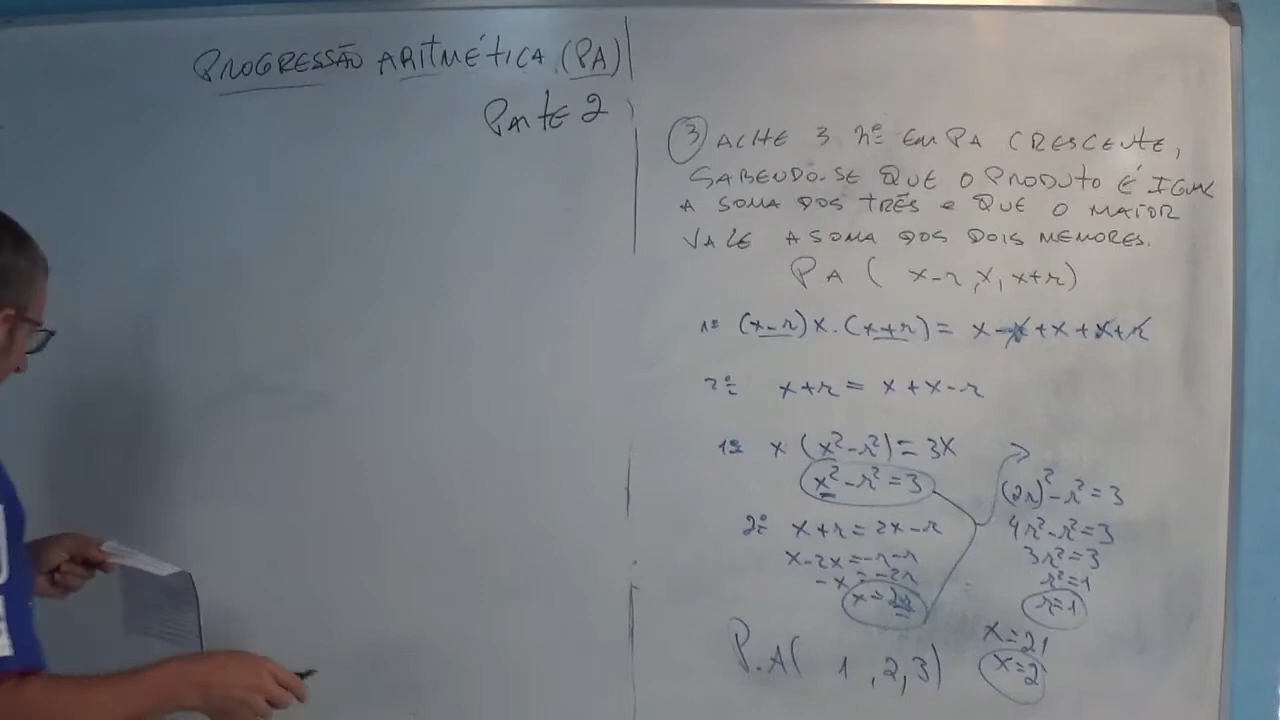 PROGRESSÃO ARITMÉTICA (PA)
PARTE 2
③ ACHE 3 nº EM PA CRESCENTE,
SABENDO-SE QUE O PRODUTO É IGUAL
A SOMA DOS TRÊS E QUE O MAIOR
VALE A SOMA DOS DOIS MENORES.
PA ( x-r, x, x+r)
1º (x-r) x. (x+r) = x-r+x+x+r
2º x+r = x+x-r
1º x (x²-r²) = 3x
x²-r²=3
2º x+r=2x-r
x-2x=-r-r
-x=-2r
x=2r
(2r)²-r²=3
4r²-r²=3
3r²=3
r²=1
r=1
x=2.1
x=2
P.A( 1, 2, 3)